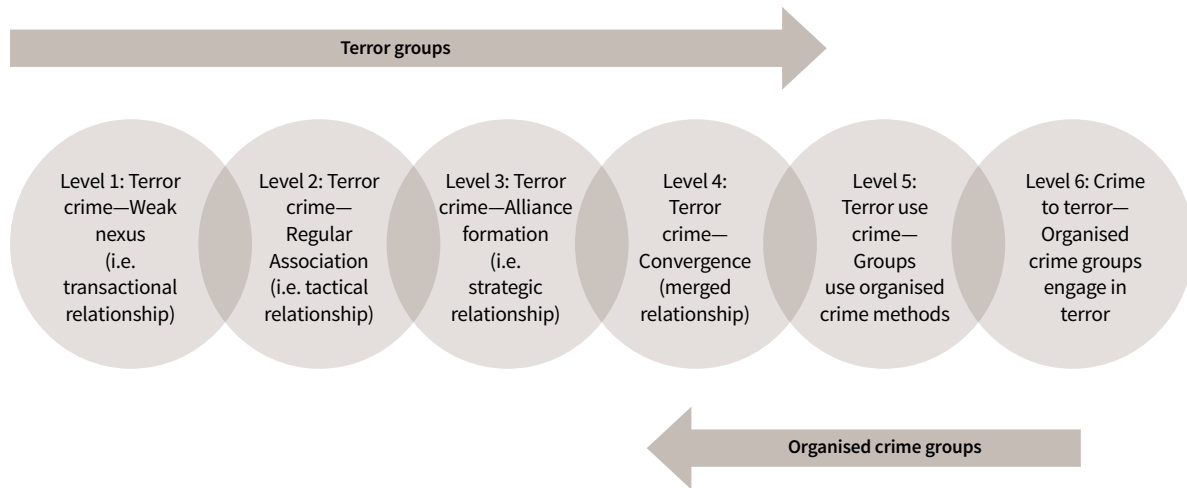 Terror groups
Level 1: Terror
crime—Weak
nexus
(i.e.
transactional
relationship)
Level 2: Terror
crime—
Regular
Association
(i.e. tactical
relationship)
Level 3: Terror
crime—Alliance
formation
(i.e.
strategic
relationship)
Level 4:
Terror
crime—
Convergence
(merged
relationship)
Level 5:
Terror use
crime—
Groups
use organised
crime methods
Level 6: Crime
to terror—
Organised
crime groups
engage in
terror
Organised crime groups